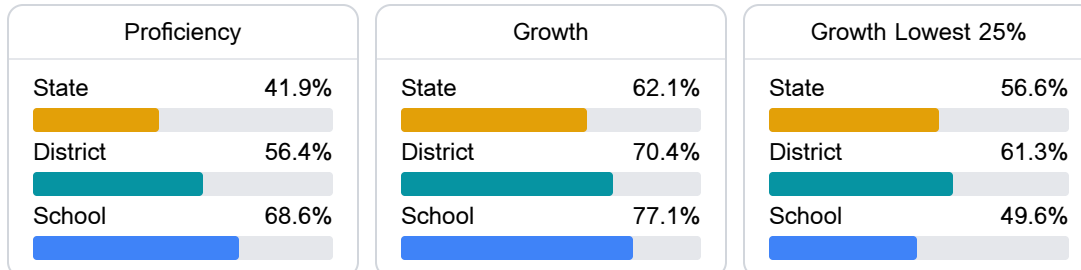 Proficiency
State 41.9%
District 56.4%
School 68.6%
Growth
State 62.1%
District 70.4%
School 77.1%
Growth Lowest 25%
State 56.6%
District 61.3%
School 49.6%